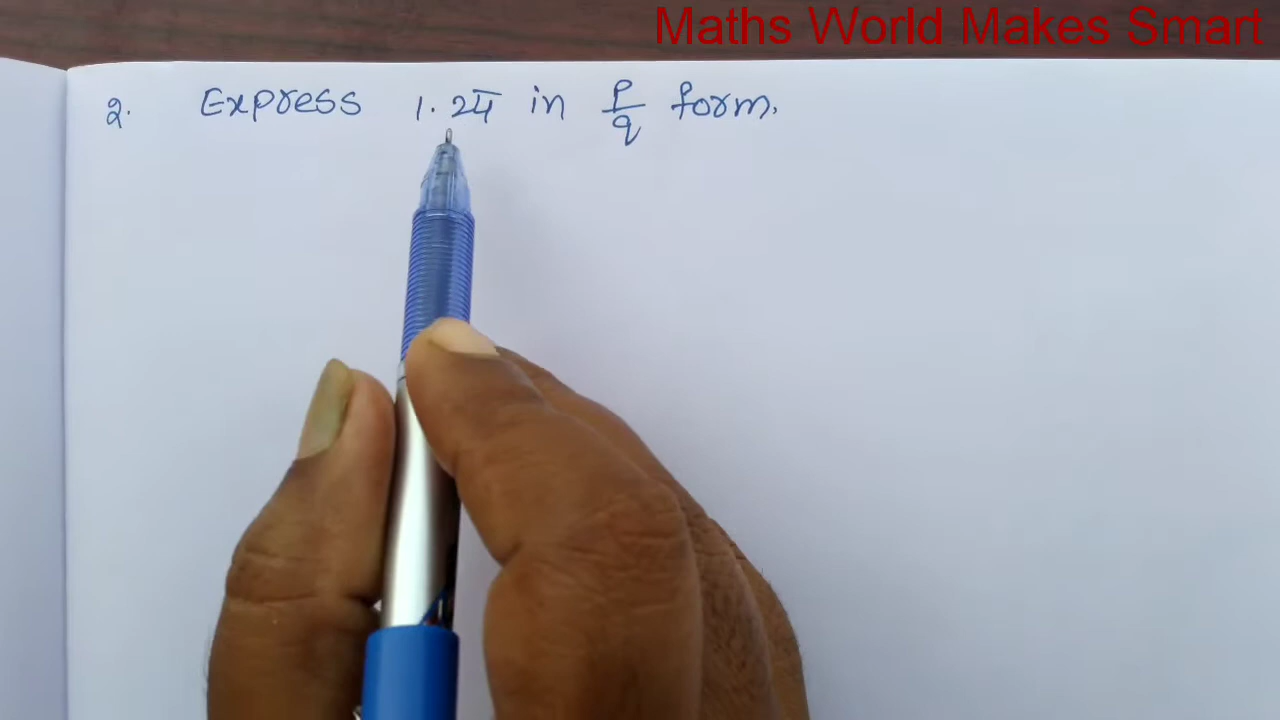 Maths World Makes Smart
2. Express 1.24̅ in p/q form.